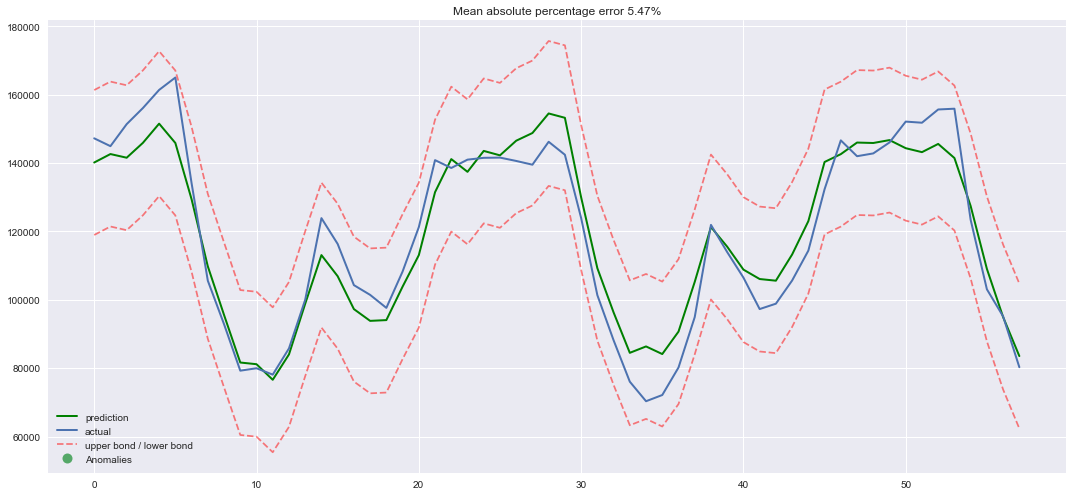 Mean absolute percentage error 5.47%
180000
160000
140000
120000
100000
80000
60000
prediction
actual
upper bond / lower bond
Anomalies
0 10 20 30 40 50